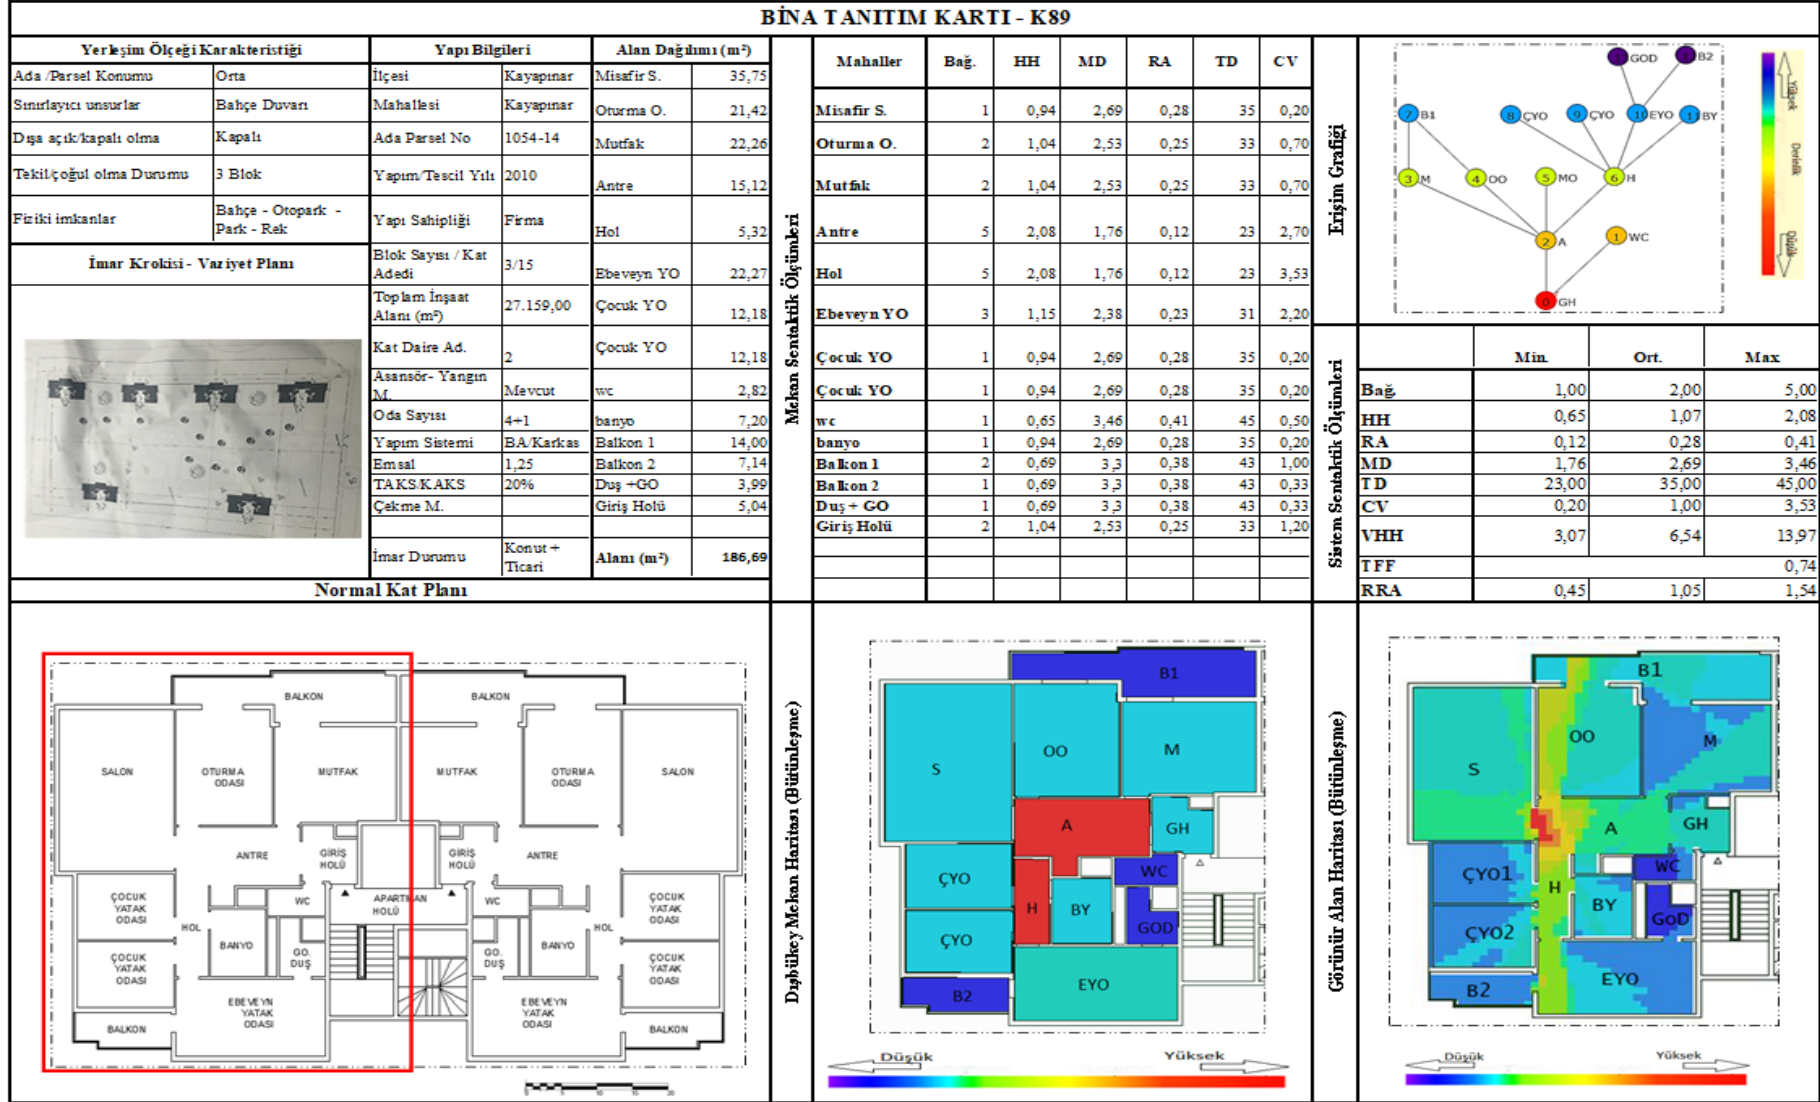 BİNA TANITIM KARTI - K89
Yerleşim Ölçeği Karakteristiği
Ada /Parsel Konumu Orta
Sınırlayıcı unsurlar Bahçe Duvarı
Dışa açık/kapalı olma Kapalı
Tekil/çoğul olma Durumu 3 Blok
Fiziki imkanlar Bahçe - Otopark -
Park - Rek
İmar Krokisi - Vaziyet Planı
Yapı Bilgileri
İlçesi Kayapınar
Mahallesi Kayapınar
Ada Parsel No 1054-14
Yapım/Tescil Yılı 2010
Yapı Sahipliği Firma
Blok Sayısı / Kat
Adedi 3/15
Toplam İnşaat
Alanı (m²) 27.159,00
Kat Daire Ad. 2
Asansör- Yangın
M. Mevcut
Oda Sayısı 4+1
Yapım Sistemi BA/Karkas
Emsal 1,25
TAKS/KAKS 20%
Çekme M.
İmar Durumu Konut +
Ticari
Alan Dağılımı (m²)
Misafir S. 35,75
Oturma O. 21,42
Mutfak 22,26
Antre 15,12
Hol 5,32
Ebeveyn YO 22,27
Çocuk YO 12,18
Çocuk YO 12,18
wc 2,82
banyo 7,20
Balkon 1 14,00
Balkon 2 7,14
Duş +GO 3,99
Giriş Holü 5,04
Alanı (m²) 186,69
Mekan Sentaktik Ölçümleri
Mahaller Bağ. HH MD RA TD CV
Misafir S. 1 0,94 2,69 0,28 35 0,20
Oturma O. 2 1,04 2,53 0,25 33 0,70
Mutfak 2 1,04 2,53 0,25 33 0,70
Antre 5 2,08 1,76 0,12 23 2,70
Hol 5 2,08 1,76 0,12 23 3,53
Ebeveyn YO 3 1,15 2,38 0,23 31 2,20
Çocuk YO 1 0,94 2,69 0,28 35 0,20
Çocuk YO 1 0,94 2,69 0,28 35 0,20
wc 1 0,65 3,46 0,41 45 0,50
banyo 1 0,94 2,69 0,28 35 0,20
Balkon 1 2 0,69 3,3 0,38 43 1,00
Balkon 2 1 0,69 3,3 0,38 43 0,33
Duş + GO 1 0,69 3,3 0,38 43 0,33
Giriş Holü 2 1,04 2,53 0,25 33 1,20
Erişim Grafiği
GOD B2
7 B1 8 ÇYO 9 ÇYO 10 EYO 11 BY
3 M 4 OO 5 MO 6 H
2 A 1 WC
0 GH
Yüksek
Derinlik
Düşük
Sistem Sentaktik Ölçümleri
Min. Ort. Max
Bağ. 1,00 2,00 5,00
HH 0,65 1,07 2,08
RA 0,12 0,28 0,41
MD 1,76 2,69 3,46
TD 23,00 35,00 45,00
CV 0,20 1,00 3,53
VHH 3,07 6,54 13,97
TFF 0,74
RRA 0,45 1,05 1,54
Normal Kat Planı
BALKON BALKON
SALON OTURMA
ODASI MUTFAK MUTFAK OTURMA
ODASI SALON
ANTRE GİRİŞ
HOLÜ GİRİŞ
HOLÜ ANTRE
ÇOCUK
YATAK
ODASI WC APARTMAN
HOLÜ WC ÇOCUK
YATAK
ODASI
HOL BANYO GO.
DUŞ GO.
DUŞ BANYO HOL
ÇOCUK
YATAK
ODASI ÇOCUK
YATAK
ODASI
EBEVEYN
YATAK
ODASI EBEVEYN
YATAK
ODASI
BALKON BALKON
0 5 10 15 20
Dışbükey Mekan Haritası (Bütünleşme)
B1
S OO M
A GH
ÇYO WC
H BY GOD
ÇYO
B2 EYO
Düşük Yüksek
Görünür Alan Haritası (Bütünleşme)
B1
OO M
S
A GH
ÇYO1 WC
H BY GoD
ÇYO2
B2 EYO
Düşük Yüksek